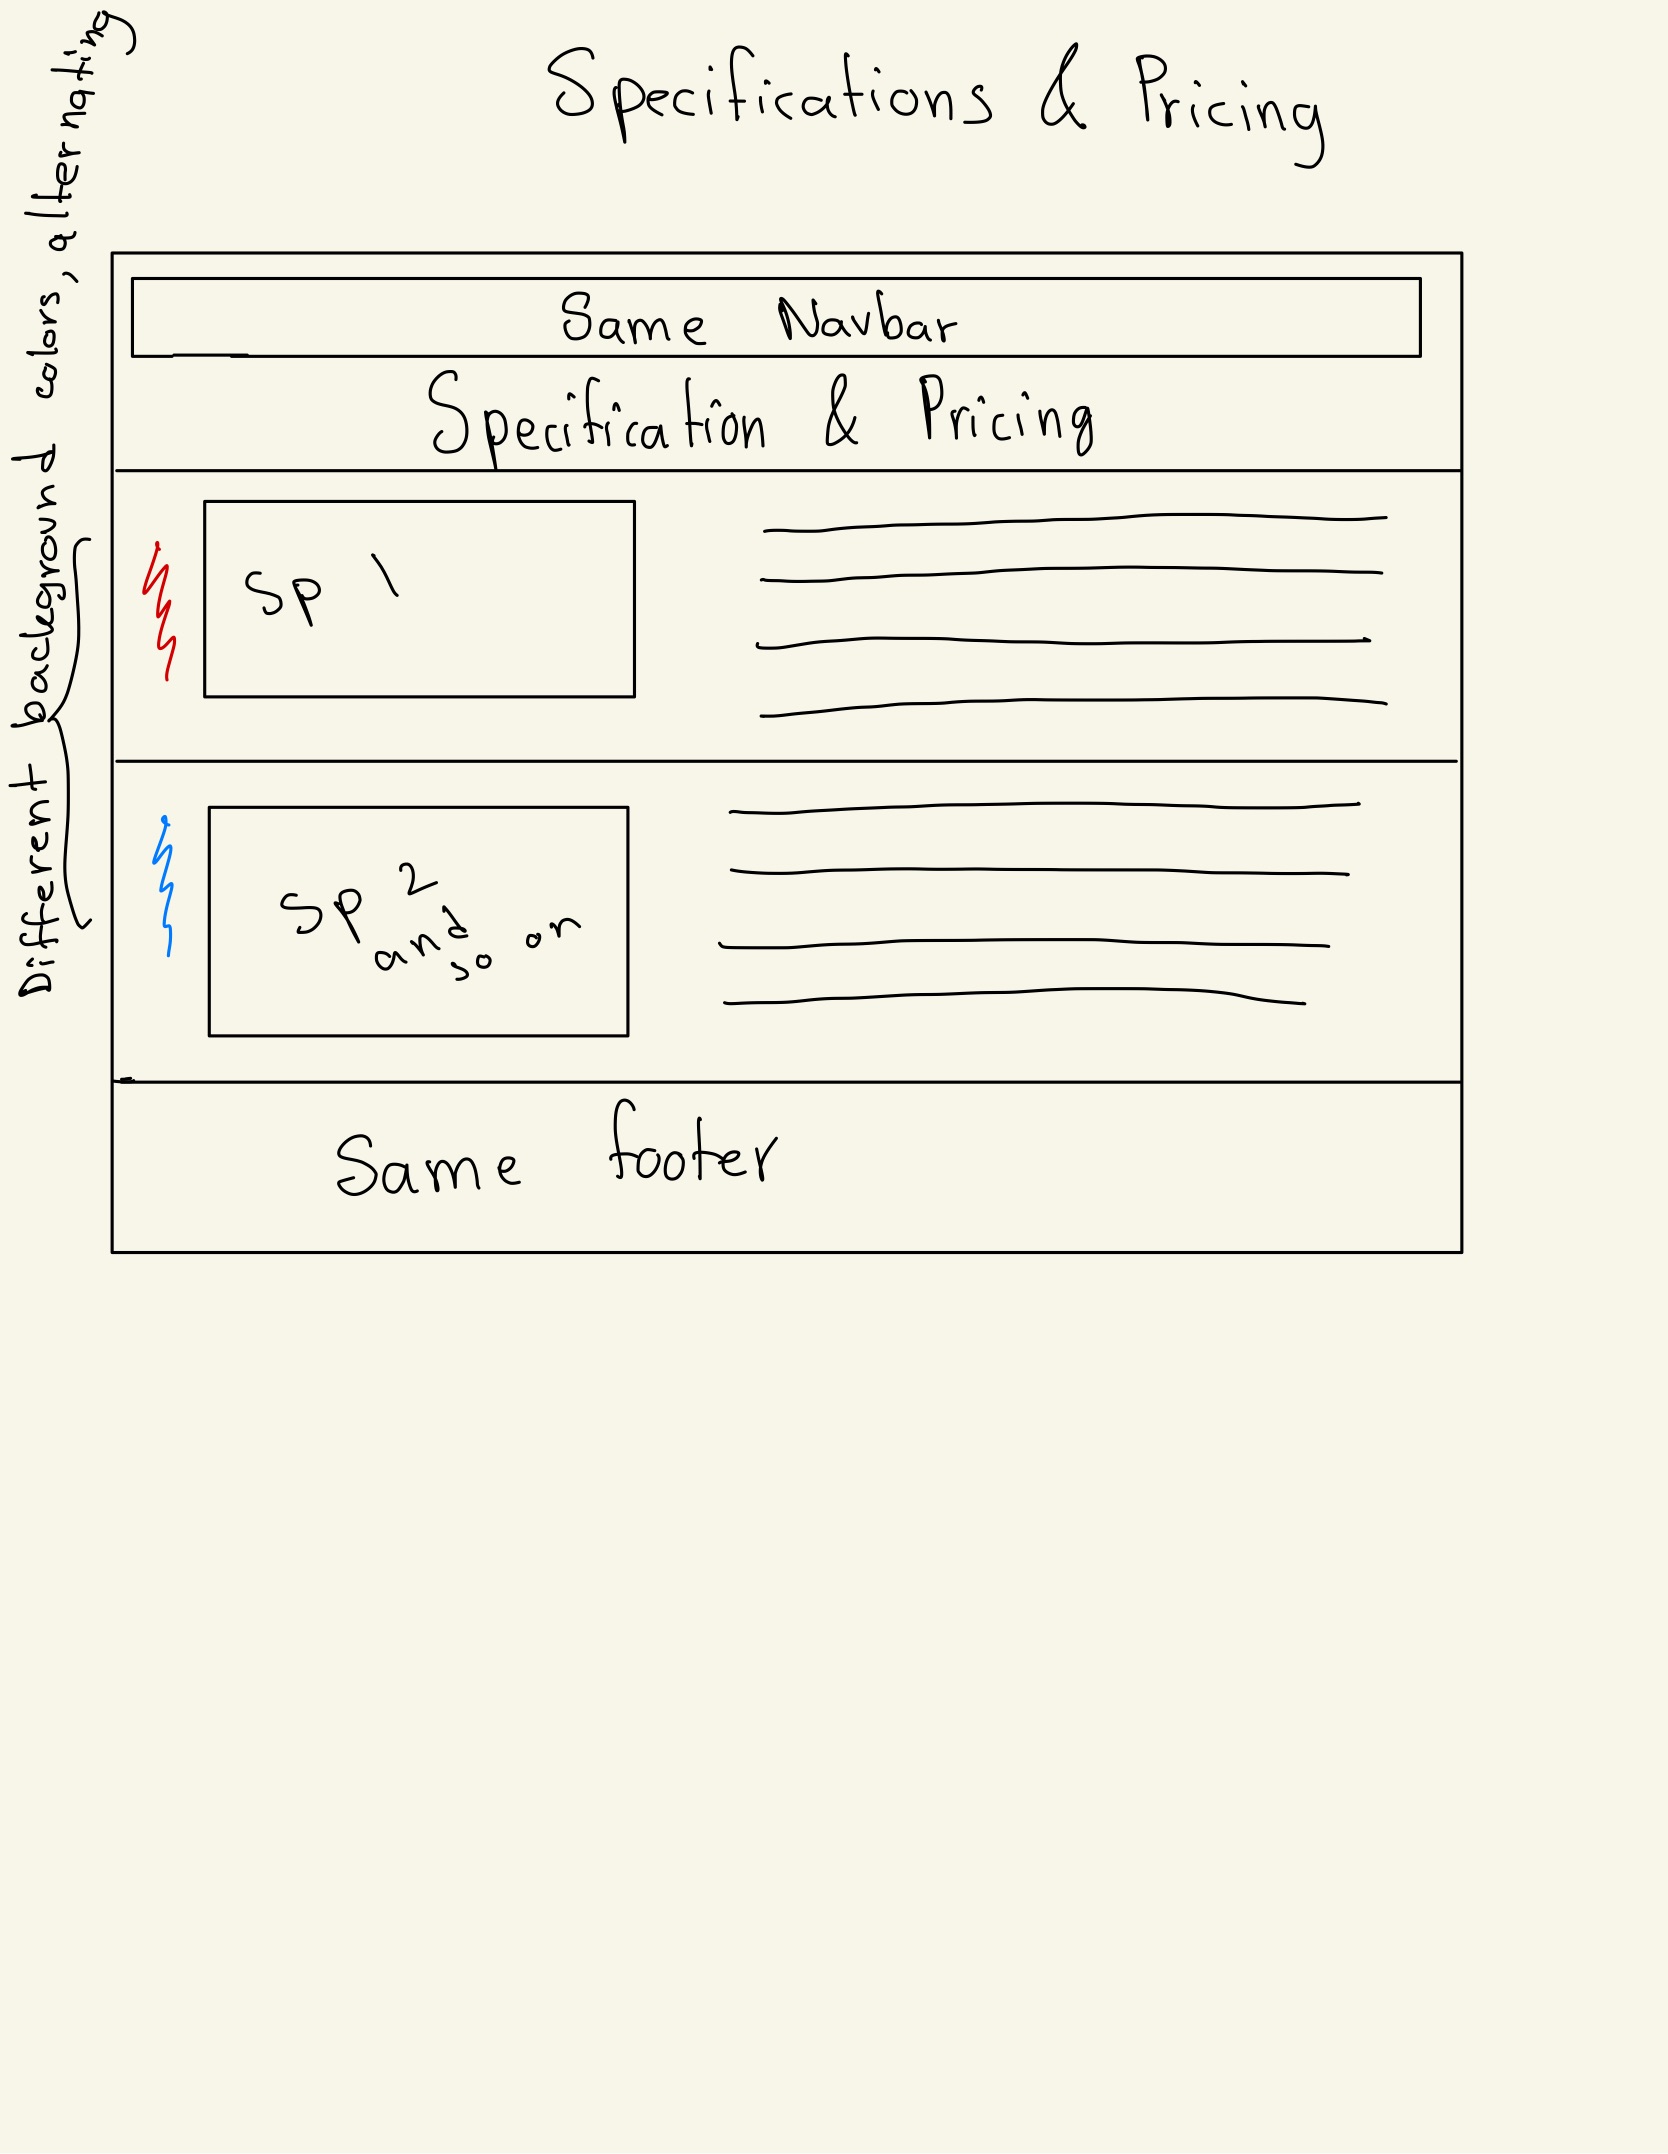 Specifications & Pricing
Different background colors, alternating
Same Navbar
Specification & Pricing
Sp 1
Sp 2
and so on
Same footer